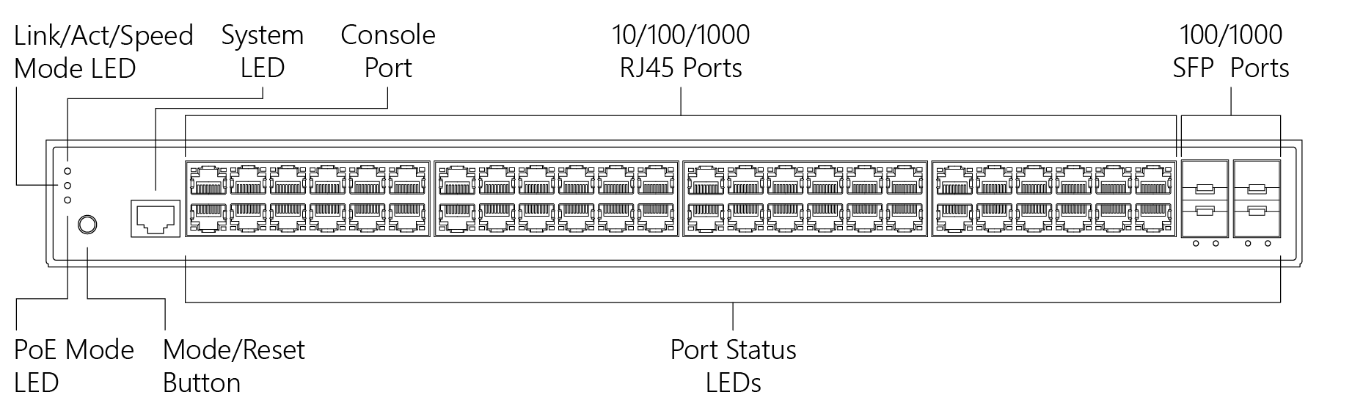 Link/Act/Speed
Mode LED
System
LED
Console
Port
10/100/1000
RJ45 Ports
100/1000
SFP Ports
PoE Mode
LED
Mode/Reset
Button
Port Status
LEDs